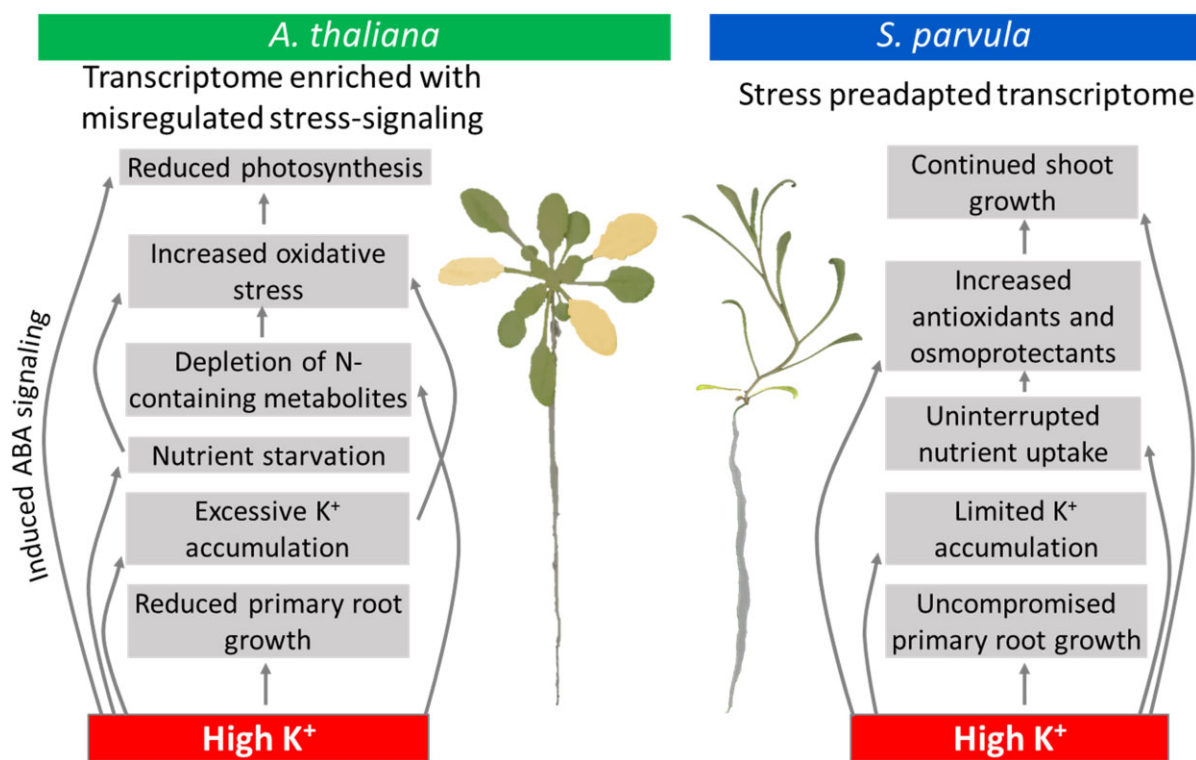 A. thaliana
Transcriptome enriched with
misregulated stress-signaling
Reduced photosynthesis
Increased oxidative
stress
Depletion of N-
containing metabolites
Nutrient starvation
Excessive K⁺
accumulation
Reduced primary root
growth
High K⁺
Induced ABA signaling
S. parvula
Stress preadapted transcriptome
Continued shoot
growth
Increased
antioxidants and
osmoprotectants
Uninterrupted
nutrient uptake
Limited K⁺
accumulation
Uncompromised
primary root growth
High K⁺